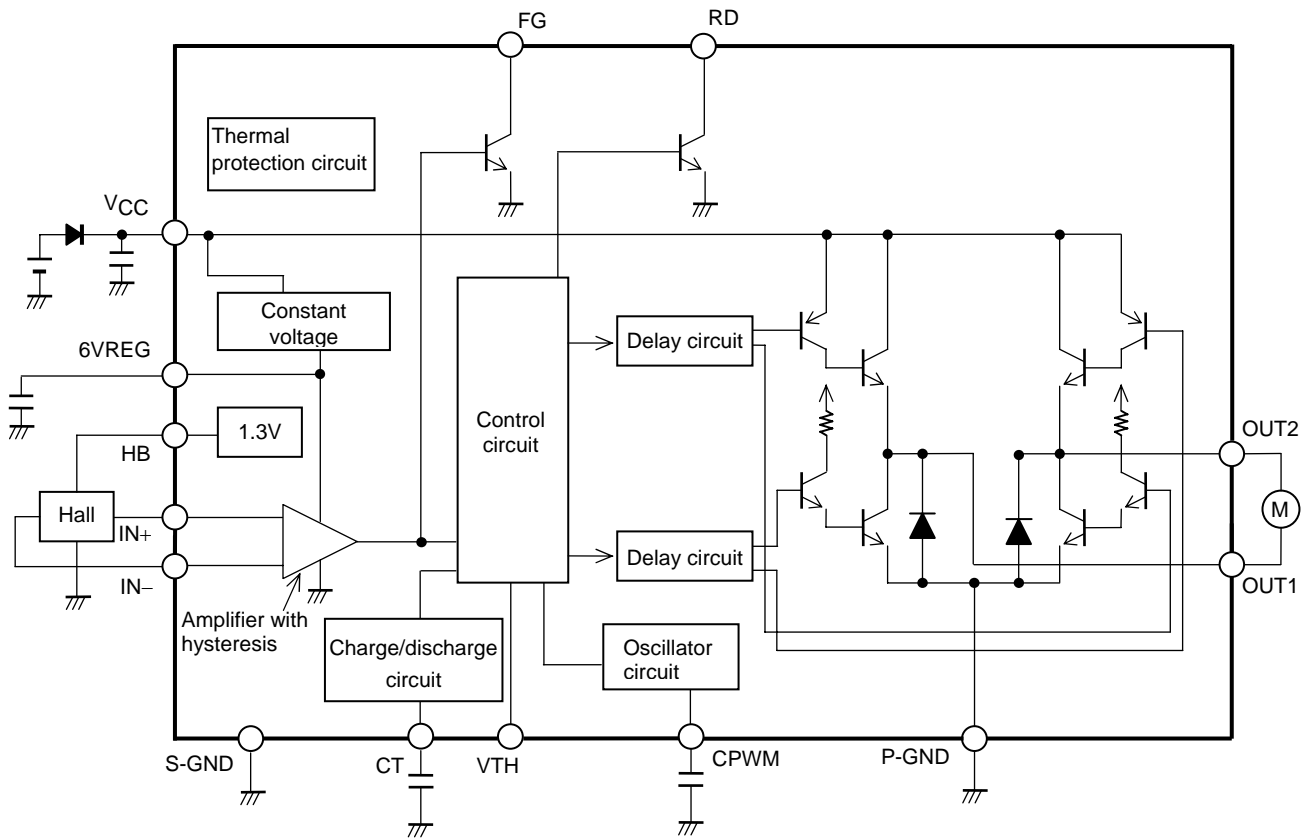 FG
RD
Thermal
protection circuit
VCC
Constant
voltage
Delay circuit
6VREG
1.3V
Control
circuit
HB
OUT2
Hall
IN+
M
IN−
Delay circuit
OUT1
Amplifier with
hysteresis
Charge/discharge
circuit
Oscillator
circuit
S-GND
CT
VTH
CPWM
P-GND